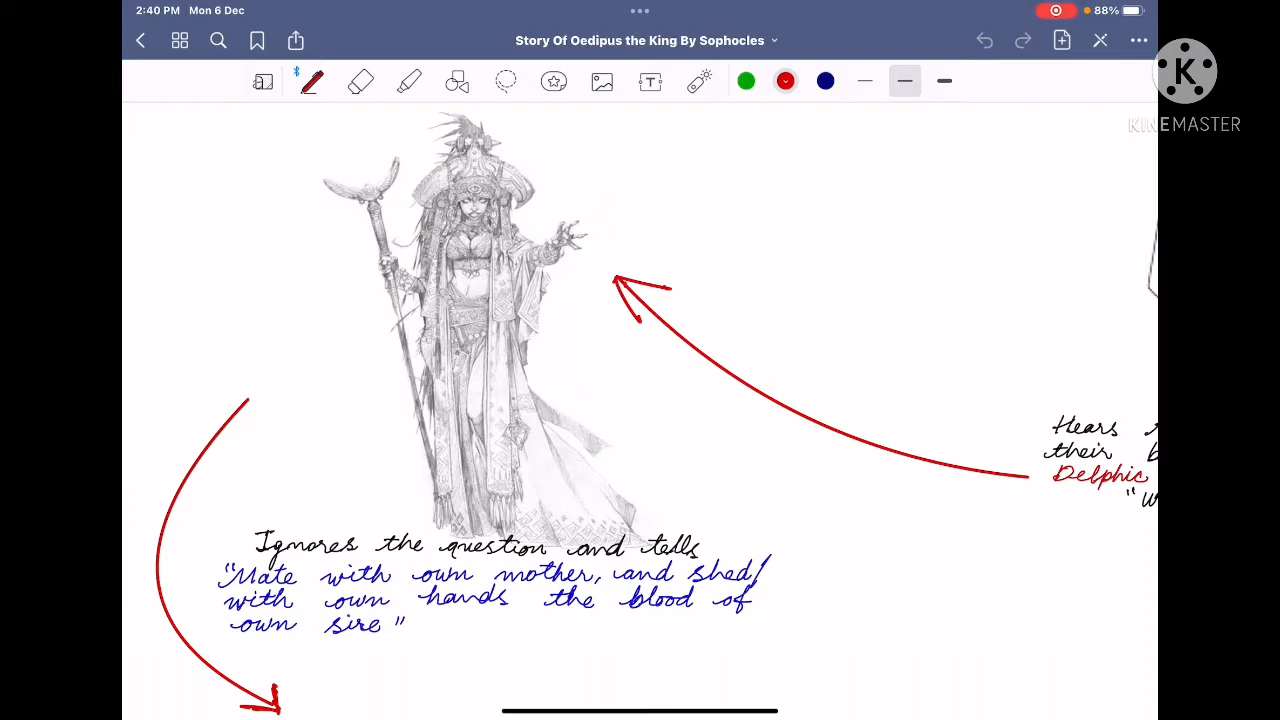 2:40 PM Mon 6 Dec
88%
Story Of Oedipus the King By Sophocles
T
K
KINEMASTER
Hears
their
Delphic
"W
Ignores the question and tells
"Mate with own mother, and shed/
with own hands the blood of
own sire"